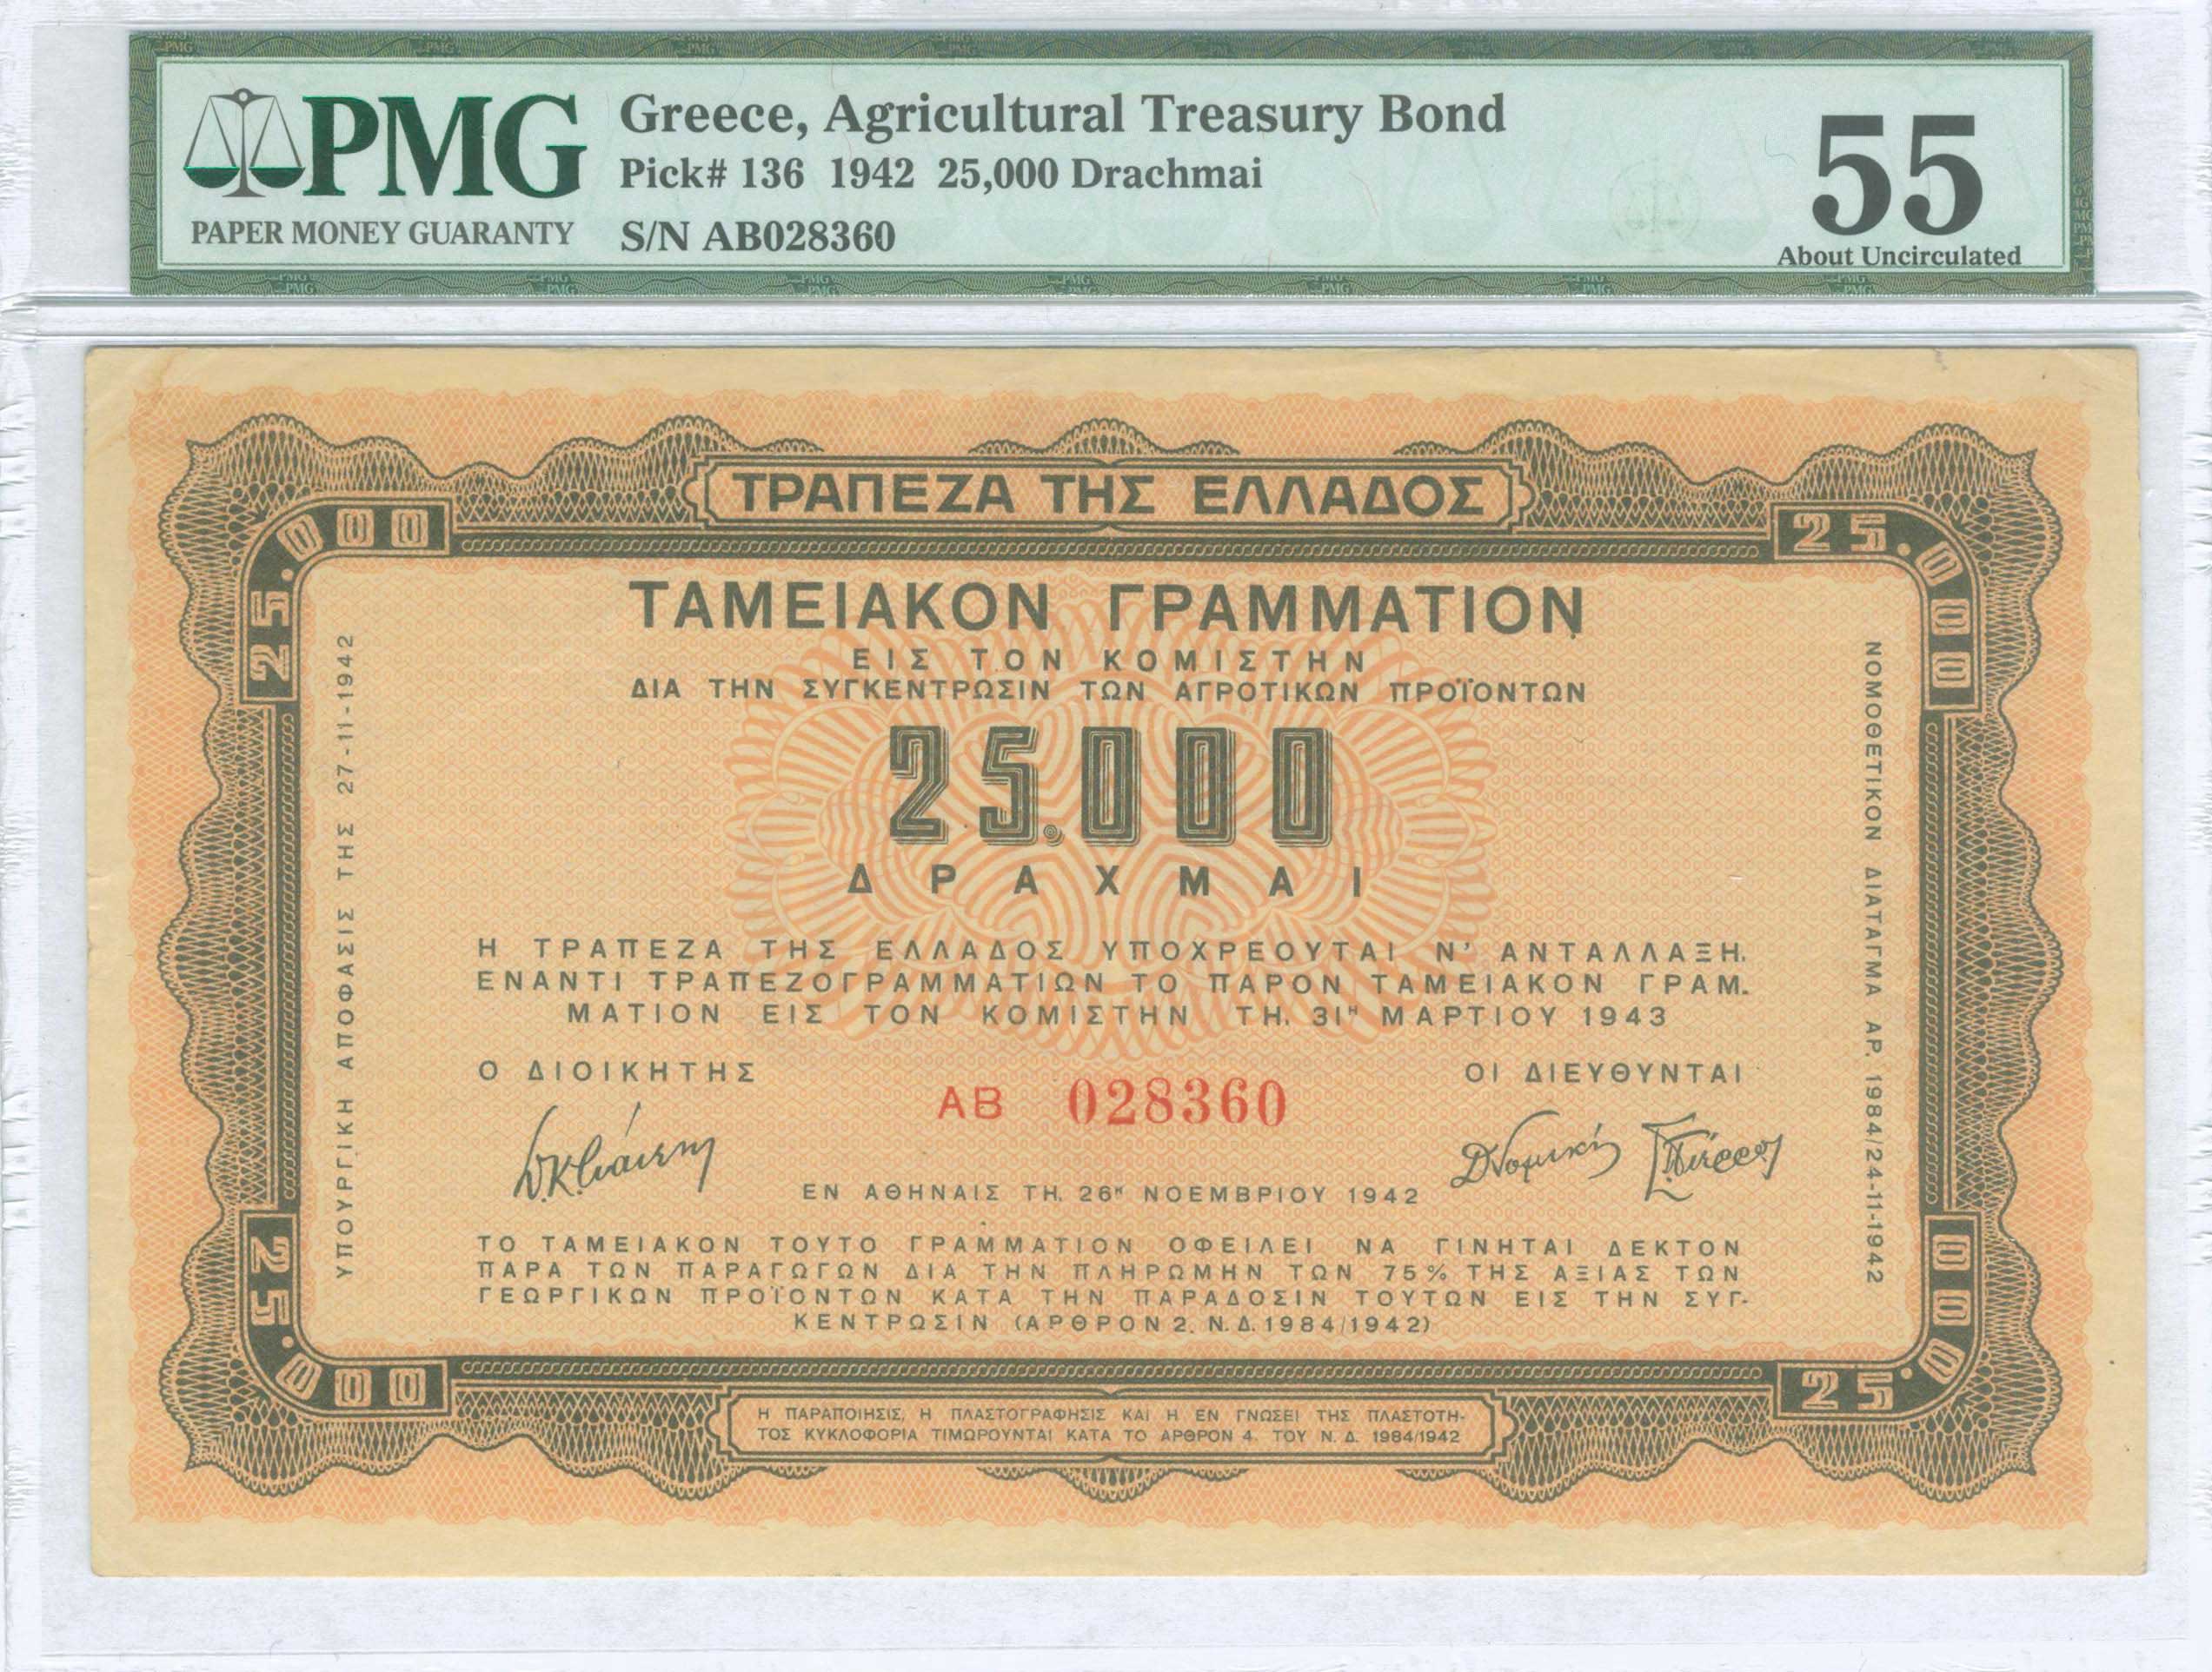 PMG
PAPER MONEY GUARANTY
Greece, Agricultural Treasury Bond
Pick# 136 1942 25,000 Drachmai
S/N AB028360
55
About Uncirculated
ΤΡΑΠΕΖΑ ΤΗΣ ΕΛΛΑΔΟΣ
25.000
25.000
ΤΑΜΕΙΑΚΟΝ ΓΡΑΜΜΑΤΙΟΝ
ΕΙΣ ΤΟΝ ΚΟΜΙΣΤΗΝ
ΔΙΑ ΤΗΝ ΣΥΓΚΕΝΤΡΩΣΙΝ ΤΩΝ ΑΓΡΟΤΙΚΩΝ ΠΡΟΪΟΝΤΩΝ
25.000
ΔΡΑΧΜΑΙ
Η ΤΡΑΠΕΖΑ ΤΗΣ ΕΛΛΑΔΟΣ ΥΠΟΧΡΕΟΥΤΑΙ Ν' ΑΝΤΑΛΛΑΞΗ.
ΕΝΑΝΤΙ ΤΡΑΠΕΖΟΓΡΑΜΜΑΤΙΩΝ ΤΟ ΠΑΡΟΝ ΤΑΜΕΙΑΚΟΝ ΓΡΑΜ.
ΜΑΤΙΟΝ ΕΙΣ ΤΟΝ ΚΟΜΙΣΤΗΝ ΤΗ. 31ᴴ ΜΑΡΤΙΟΥ 1943
Ο ΔΙΟΙΚΗΤΗΣ
ΟΙ ΔΙΕΥΘΥΝΤΑΙ
ΑΒ 028360
ΕΝ ΑΘΗΝΑΙΣ ΤΗ. 26ᴴ ΝΟΕΜΒΡΙΟΥ 1942
ΤΟ ΤΑΜΕΙΑΚΟΝ ΤΟΥΤΟ ΓΡΑΜΜΑΤΙΟΝ ΟΦΕΙΛΕΙ ΝΑ ΓΙΝΗΤΑΙ ΔΕΚΤΟΝ
ΠΑΡΑ ΤΩΝ ΠΑΡΑΓΩΓΩΝ ΔΙΑ ΤΗΝ ΠΛΗΡΩΜΗΝ ΤΩΝ 75% ΤΗΣ ΑΞΙΑΣ ΤΩΝ
ΓΕΩΡΓΙΚΩΝ ΠΡΟΪΟΝΤΩΝ ΚΑΤΑ ΤΗΝ ΠΑΡΑΔΟΣΙΝ ΤΟΥΤΩΝ ΕΙΣ ΤΗΝ ΣΥΓ-
ΚΕΝΤΡΩΣΙΝ (ΑΡΘΡΟΝ 2. Ν.Δ. 1984/1942)
ΥΠΟΥΡΓΙΚΗ ΑΠΟΦΑΣΙΣ ΤΗΣ 27-11-1942
ΝΟΜΟΘΕΤΙΚΟΝ ΔΙΑΤΑΓΜΑ ΑΡ. 1984/24-11-1942
25.000
25.000
Η ΠΑΡΑΠΟΙΗΣΙΣ, Η ΠΛΑΣΤΟΓΡΑΦΗΣΙΣ ΚΑΙ Η ΕΝ ΓΝΩΣΕΙ ΤΗΣ ΠΛΑΣΤΟΤΗ-
ΤΟΣ ΚΥΚΛΟΦΟΡΙΑ ΤΙΜΩΡΟΥΝΤΑΙ ΚΑΤΑ ΤΟ ΑΡΘΡΟΝ 4. ΤΟΥ Ν. Δ. 1984/1942